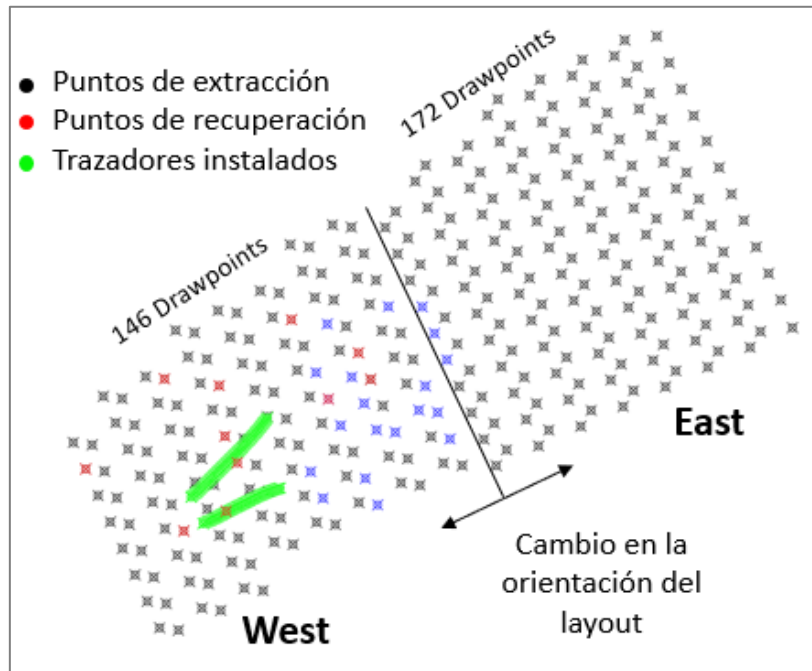 172 Drawpoints
Puntos de extracción
Puntos de recuperación
Trazadores instalados
146 Drawpoints
East
West
Cambio en la
orientación del
layout